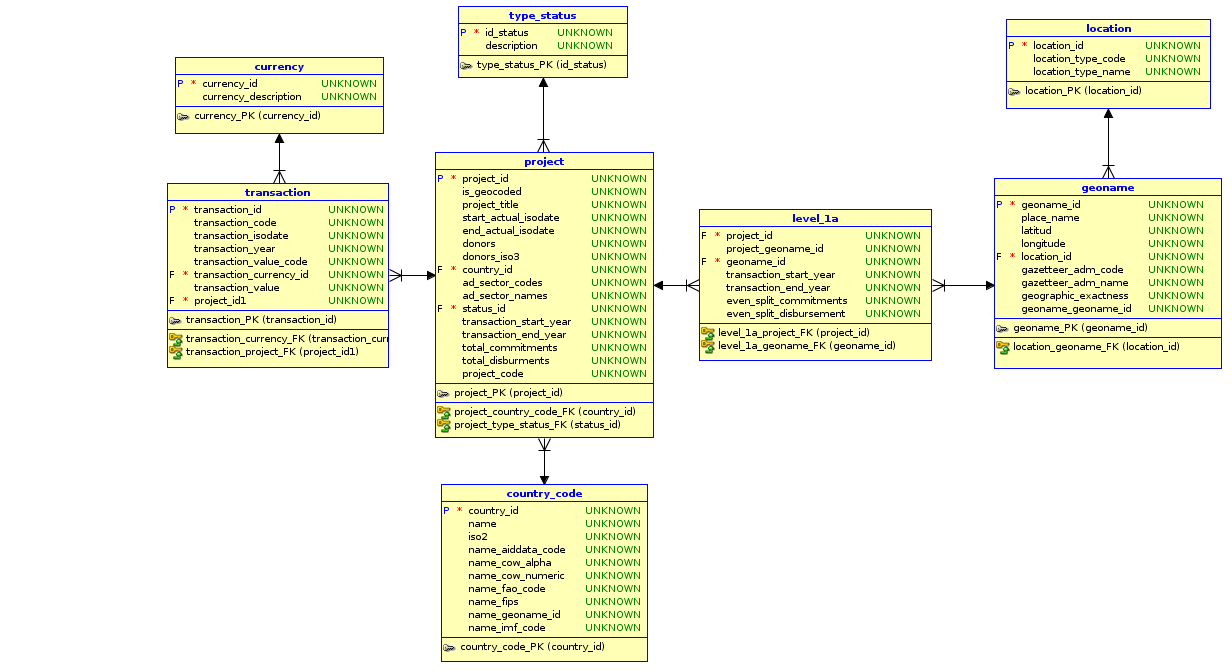 type_status
P * id_status UNKNOWN
description UNKNOWN
type_status_PK (id_status)
location
P * location_id UNKNOWN
location_type_code UNKNOWN
location_type_name UNKNOWN
location_PK (location_id)
currency
P * currency_id UNKNOWN
currency_description UNKNOWN
currency_PK (currency_id)
transaction
P * transaction_id UNKNOWN
transaction_code UNKNOWN
transaction_isodate UNKNOWN
transaction_year UNKNOWN
transaction_value_code UNKNOWN
F * transaction_currency_id UNKNOWN
transaction_value UNKNOWN
F * project_id1 UNKNOWN
transaction_PK (transaction_id)
transaction_currency_FK (transaction_curr
transaction_project_FK (project_id1)
project
P * project_id UNKNOWN
is_geocoded UNKNOWN
project_title UNKNOWN
start_actual_isodate UNKNOWN
end_actual_isodate UNKNOWN
donors UNKNOWN
donors_iso3 UNKNOWN
F * country_id UNKNOWN
ad_sector_codes UNKNOWN
ad_sector_names UNKNOWN
F * status_id UNKNOWN
transaction_start_year UNKNOWN
transaction_end_year UNKNOWN
total_commitments UNKNOWN
total_disburments UNKNOWN
project_code UNKNOWN
project_PK (project_id)
project_country_code_FK (country_id)
project_type_status_FK (status_id)
level_1a
F * project_id UNKNOWN
project_geoname_id UNKNOWN
F * geoname_id UNKNOWN
transaction_start_year UNKNOWN
transaction_end_year UNKNOWN
even_split_commitments UNKNOWN
even_split_disbursement UNKNOWN
level_1a_project_FK (project_id)
level_1a_geoname_FK (geoname_id)
geoname
P * geoname_id UNKNOWN
place_name UNKNOWN
latitud UNKNOWN
longitude UNKNOWN
F * location_id UNKNOWN
gazetteer_adm_code UNKNOWN
gazetteer_adm_name UNKNOWN
geographic_exactness UNKNOWN
geoname_geoname_id UNKNOWN
geoname_PK (geoname_id)
location_geoname_FK (location_id)
country_code
P * country_id UNKNOWN
name UNKNOWN
iso2 UNKNOWN
name_aiddata_code UNKNOWN
name_cow_alpha UNKNOWN
name_cow_numeric UNKNOWN
name_fao_code UNKNOWN
name_fips UNKNOWN
name_geoname_id UNKNOWN
name_imf_code UNKNOWN
country_code_PK (country_id)